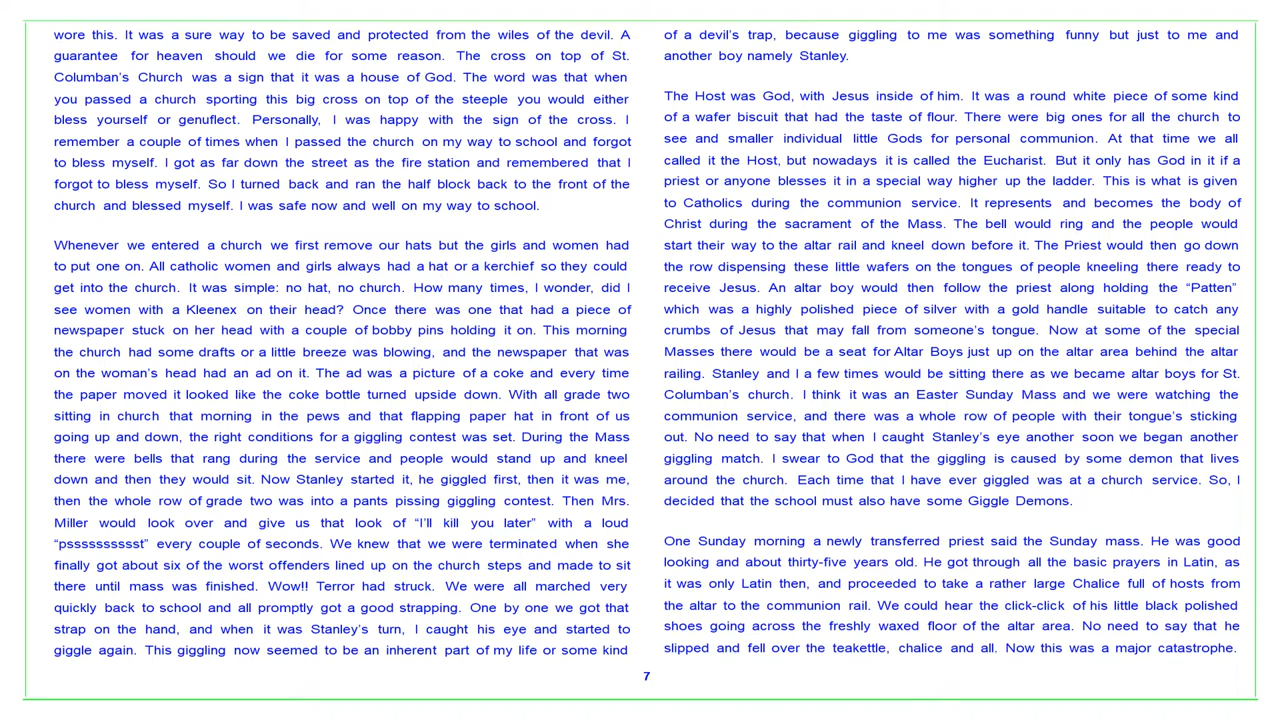 wore this. It was a sure way to be saved and protected from the wiles of the devil. A
guarantee for heaven should we die for some reason. The cross on top of St.
Columban's Church was a sign that it was a house of God. The word was that when
you passed a church sporting this big cross on top of the steeple you would either
bless yourself or genuflect. Personally, I was happy with the sign of the cross. I
remember a couple of times when I passed the church on my way to school and forgot
to bless myself. I got as far down the street as the fire station and remembered that I
forgot to bless myself. So I turned back and ran the half block back to the front of the
church and blessed myself. I was safe now and well on my way to school.

Whenever we entered a church we first remove our hats but the girls and women had
to put one on. All catholic women and girls always had a hat or a kerchief so they could
get into the church. It was simple: no hat, no church. How many times, I wonder, did I
see women with a Kleenex on their head? Once there was one that had a piece of
newspaper stuck on her head with a couple of bobby pins holding it on. This morning
the church had some drafts or a little breeze was blowing, and the newspaper that was
on the woman's head had an ad on it. The ad was a picture of a coke and every time
the paper moved it looked like the coke bottle turned upside down. With all grade two
sitting in church that morning in the pews and that flapping paper hat in front of us
going up and down, the right conditions for a giggling contest was set. During the Mass
there were bells that rang during the service and people would stand up and kneel
down and then they would sit. Now Stanley started it, he giggled first, then it was me,
then the whole row of grade two was into a pants pissing giggling contest. Then Mrs.
Miller would look over and give us that look of “I'll kill you later” with a loud
“psssssssssst” every couple of seconds. We knew that we were terminated when she
finally got about six of the worst offenders lined up on the church steps and made to sit
there until mass was finished. Wow!! Terror had struck. We were all marched very
quickly back to school and all promptly got a good strapping. One by one we got that
strap on the hand, and when it was Stanley's turn, I caught his eye and started to
giggle again. This giggling now seemed to be an inherent part of my life or some kind
of a devil's trap, because giggling to me was something funny but just to me and
another boy namely Stanley.

The Host was God, with Jesus inside of him. It was a round white piece of some kind
of a wafer biscuit that had the taste of flour. There were big ones for all the church to
see and smaller individual little Gods for personal communion. At that time we all
called it the Host, but nowadays it is called the Eucharist. But it only has God in it if a
priest or anyone blesses it in a special way higher up the ladder. This is what is given
to Catholics during the communion service. It represents and becomes the body of
Christ during the sacrament of the Mass. The bell would ring and the people would
start their way to the altar rail and kneel down before it. The Priest would then go down
the row dispensing these little wafers on the tongues of people kneeling there ready to
receive Jesus. An altar boy would then follow the priest along holding the “Patten”
which was a highly polished piece of silver with a gold handle suitable to catch any
crumbs of Jesus that may fall from someone's tongue. Now at some of the special
Masses there would be a seat for Altar Boys just up on the altar area behind the altar
railing. Stanley and I a few times would be sitting there as we became altar boys for St.
Columban's church. I think it was an Easter Sunday Mass and we were watching the
communion service, and there was a whole row of people with their tongue's sticking
out. No need to say that when I caught Stanley's eye another soon we began another
giggling match. I swear to God that the giggling is caused by some demon that lives
around the church. Each time that I have ever giggled was at a church service. So, I
decided that the school must also have some Giggle Demons.

One Sunday morning a newly transferred priest said the Sunday mass. He was good
looking and about thirty-five years old. He got through all the basic prayers in Latin, as
it was only Latin then, and proceeded to take a rather large Chalice full of hosts from
the altar to the communion rail. We could hear the click-click of his little black polished
shoes going across the freshly waxed floor of the altar area. No need to say that he
slipped and fell over the teakettle, chalice and all. Now this was a major catastrophe.
7